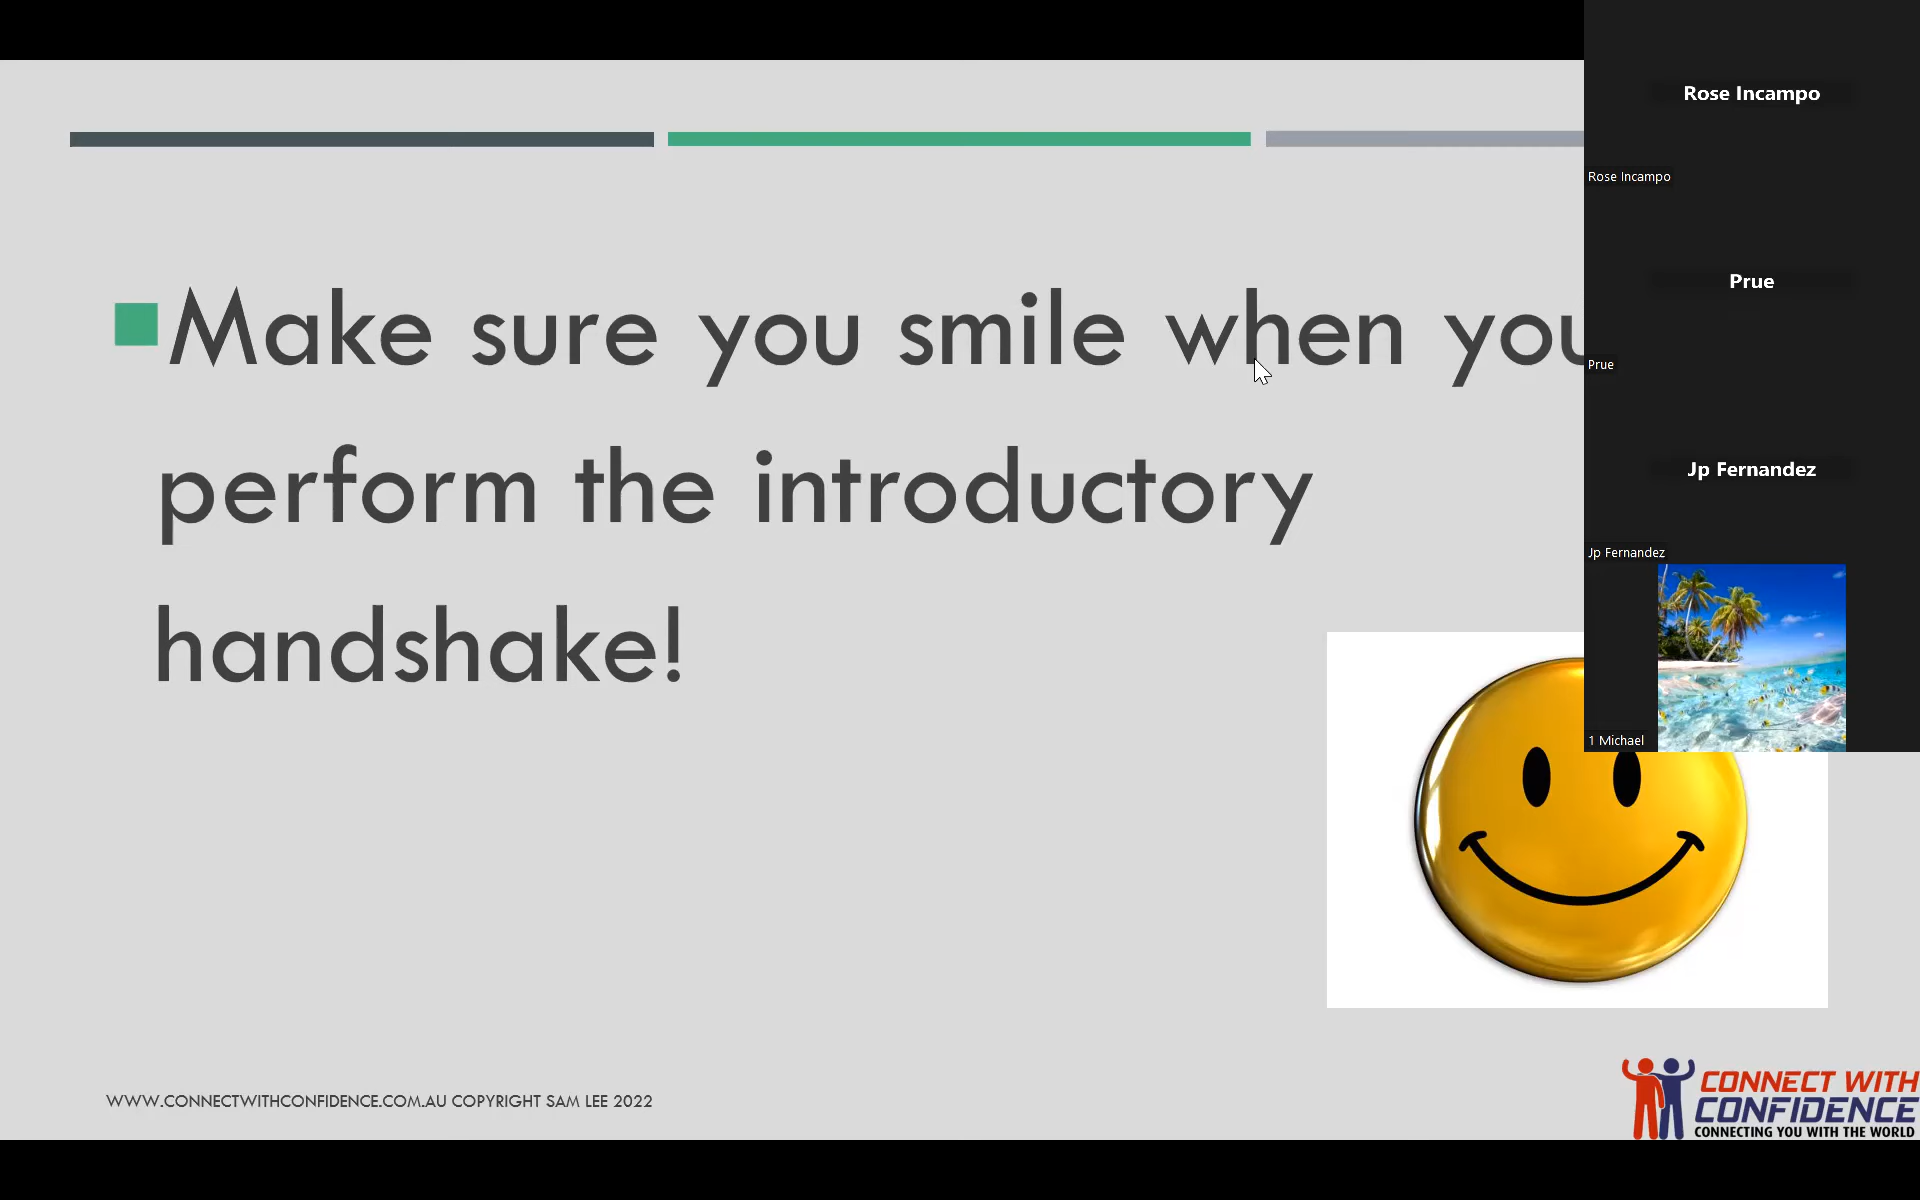 Make sure you smile when you
perform the introductory
handshake!
WWW.CONNECTWITHCONFIDENCE.COM.AU COPYRIGHT SAM LEE 2022
Rose Incampo
Rose Incampo
Prue
Prue
Jp Fernandez
Jp Fernandez
1 Michael
CONNECT WITH
CONFIDENCE
CONNECTING YOU WITH THE WORLD